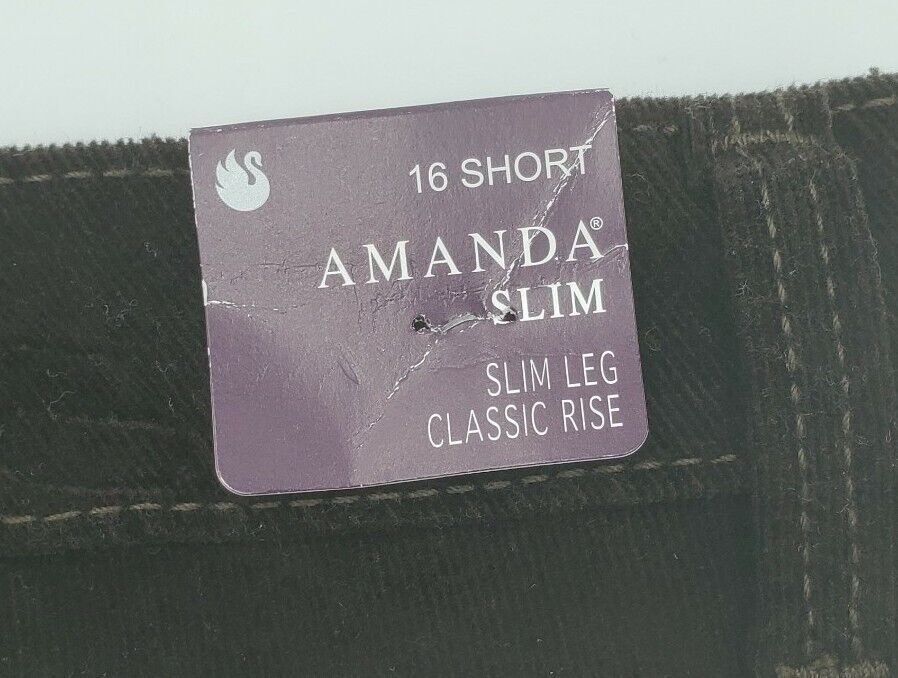 16 SHORT
AMANDA®
SLIM
SLIM LEG
CLASSIC RISE